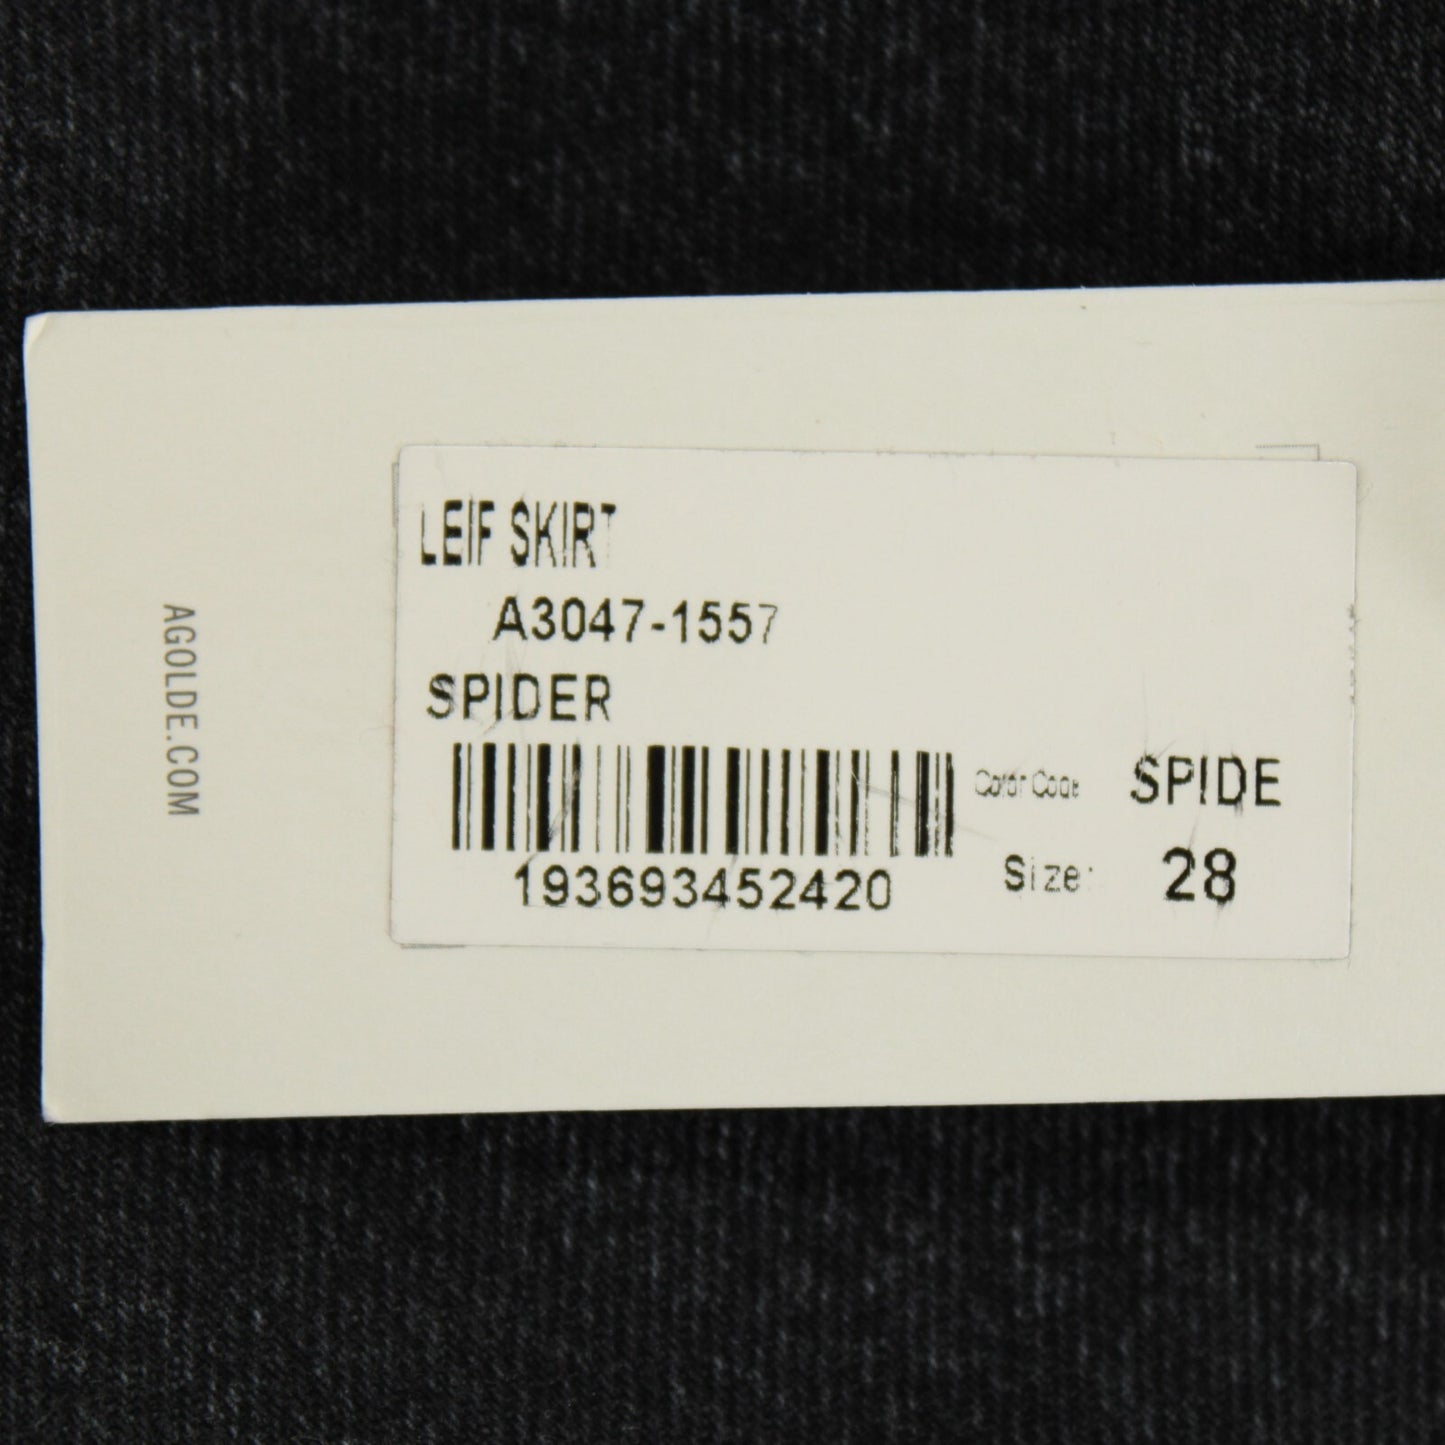 AGOLDE.COM
LEIF SKIRT
A3047-1557
SPIDER
193693452420
Color Code SPIDE
Size: 28